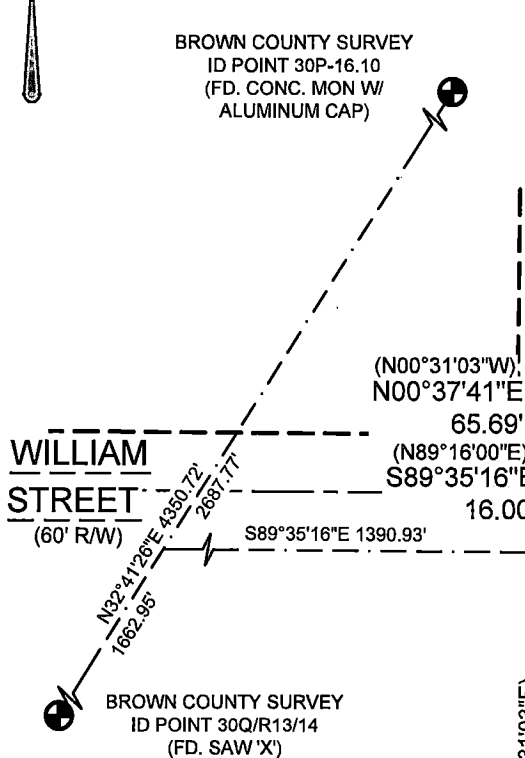 BROWN COUNTY SURVEY
ID POINT 30P-16.10
(FD. CONC. MON W/
ALUMINUM CAP)
(N00°31'03"W)
N00°37'41"E
65.69'
(N89°16'00"E)
S89°35'16"E
16.00
WILLIAM
STREET
(60' R/W)
N32°41'26"E 4350.72'
2687.77'
1662.95'
S89°35'16"E 1390.93'
BROWN COUNTY SURVEY
ID POINT 30Q/R13/14
(FD. SAW 'X')